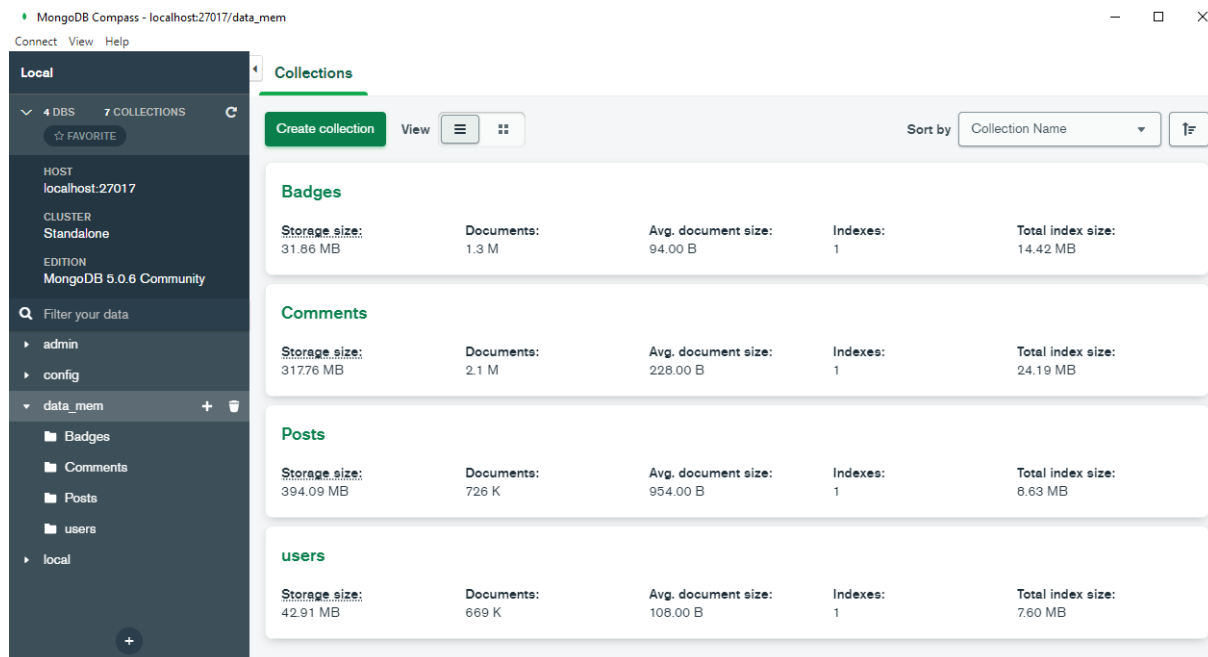 MongoDB Compass - localhost:27017/data_mem
Connect View Help
Local
4 DBS 7 COLLECTIONS
FAVORITE
HOST
localhost:27017
CLUSTER
Standalone
EDITION
MongoDB 5.0.6 Community
Filter your data
admin
config
data_mem
Badges
Comments
Posts
users
local
Collections
Create collection View Sort by Collection Name
Badges
Storage size: Documents: Avg. document size: Indexes: Total index size:
31.86 MB 1.3 M 94.00 B 1 14.42 MB
Comments
Storage size: Documents: Avg. document size: Indexes: Total index size:
317.76 MB 2.1 M 228.00 B 1 24.19 MB
Posts
Storage size: Documents: Avg. document size: Indexes: Total index size:
394.09 MB 726 K 954.00 B 1 8.63 MB
users
Storage size: Documents: Avg. document size: Indexes: Total index size:
42.91 MB 669 K 108.00 B 1 7.60 MB